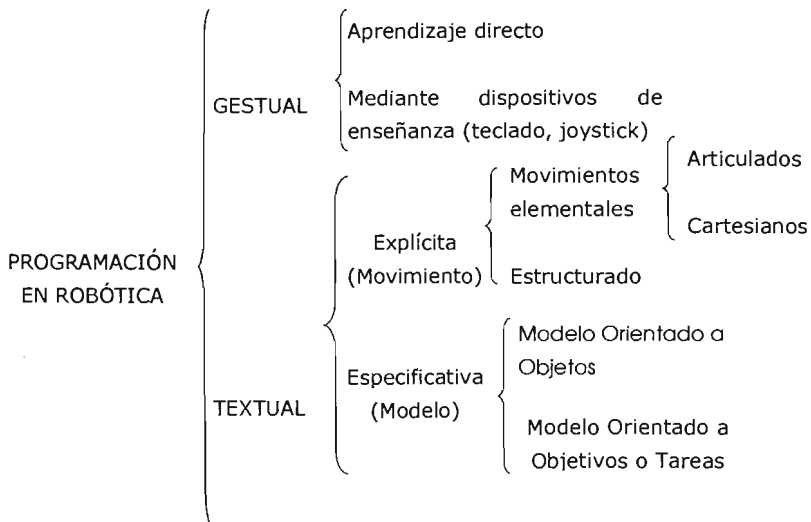 Aprendizaje directo
GESTUAL
Mediante dispositivos de
enseñanza (teclado, joystick)
Movimientos
elementales
Articulados
Cartesianos
Explícita
(Movimiento)
Estructurado
PROGRAMACIÓN
EN ROBÓTICA
Modelo Orientado a
Objetos
Especificativa
(Modelo)
TEXTUAL
Modelo Orientado a
Objetivos o Tareas